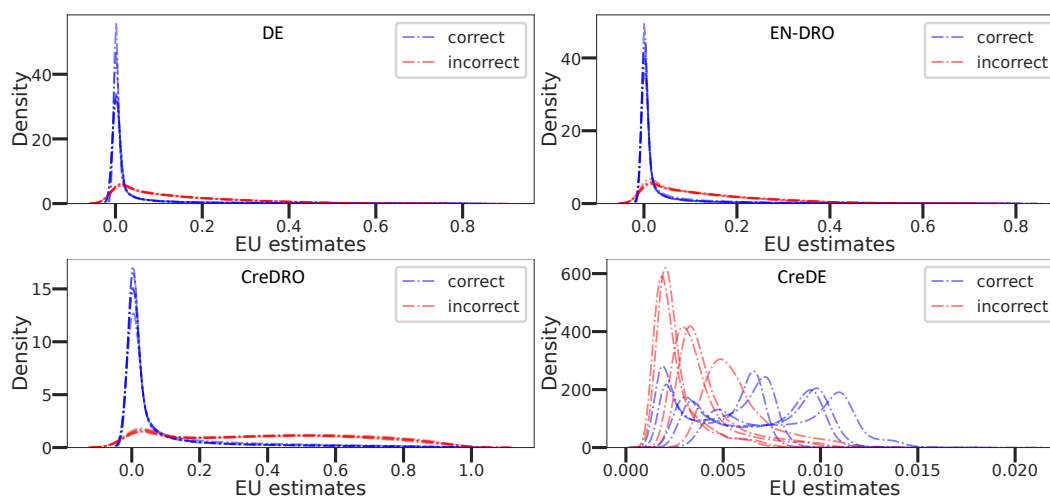 DE
correct
incorrect
Density
40
20
0
0.0 0.2 0.4 0.6 0.8
EU estimates
EN-DRO
correct
incorrect
Density
40
20
0
0.0 0.2 0.4 0.6 0.8
EU estimates
CreDRO
correct
incorrect
Density
15
10
5
0
0.0 0.2 0.4 0.6 0.8 1.0
EU estimates
CreDE
correct
incorrect
Density
600
400
200
0
0.000 0.005 0.010 0.015 0.020
EU estimates